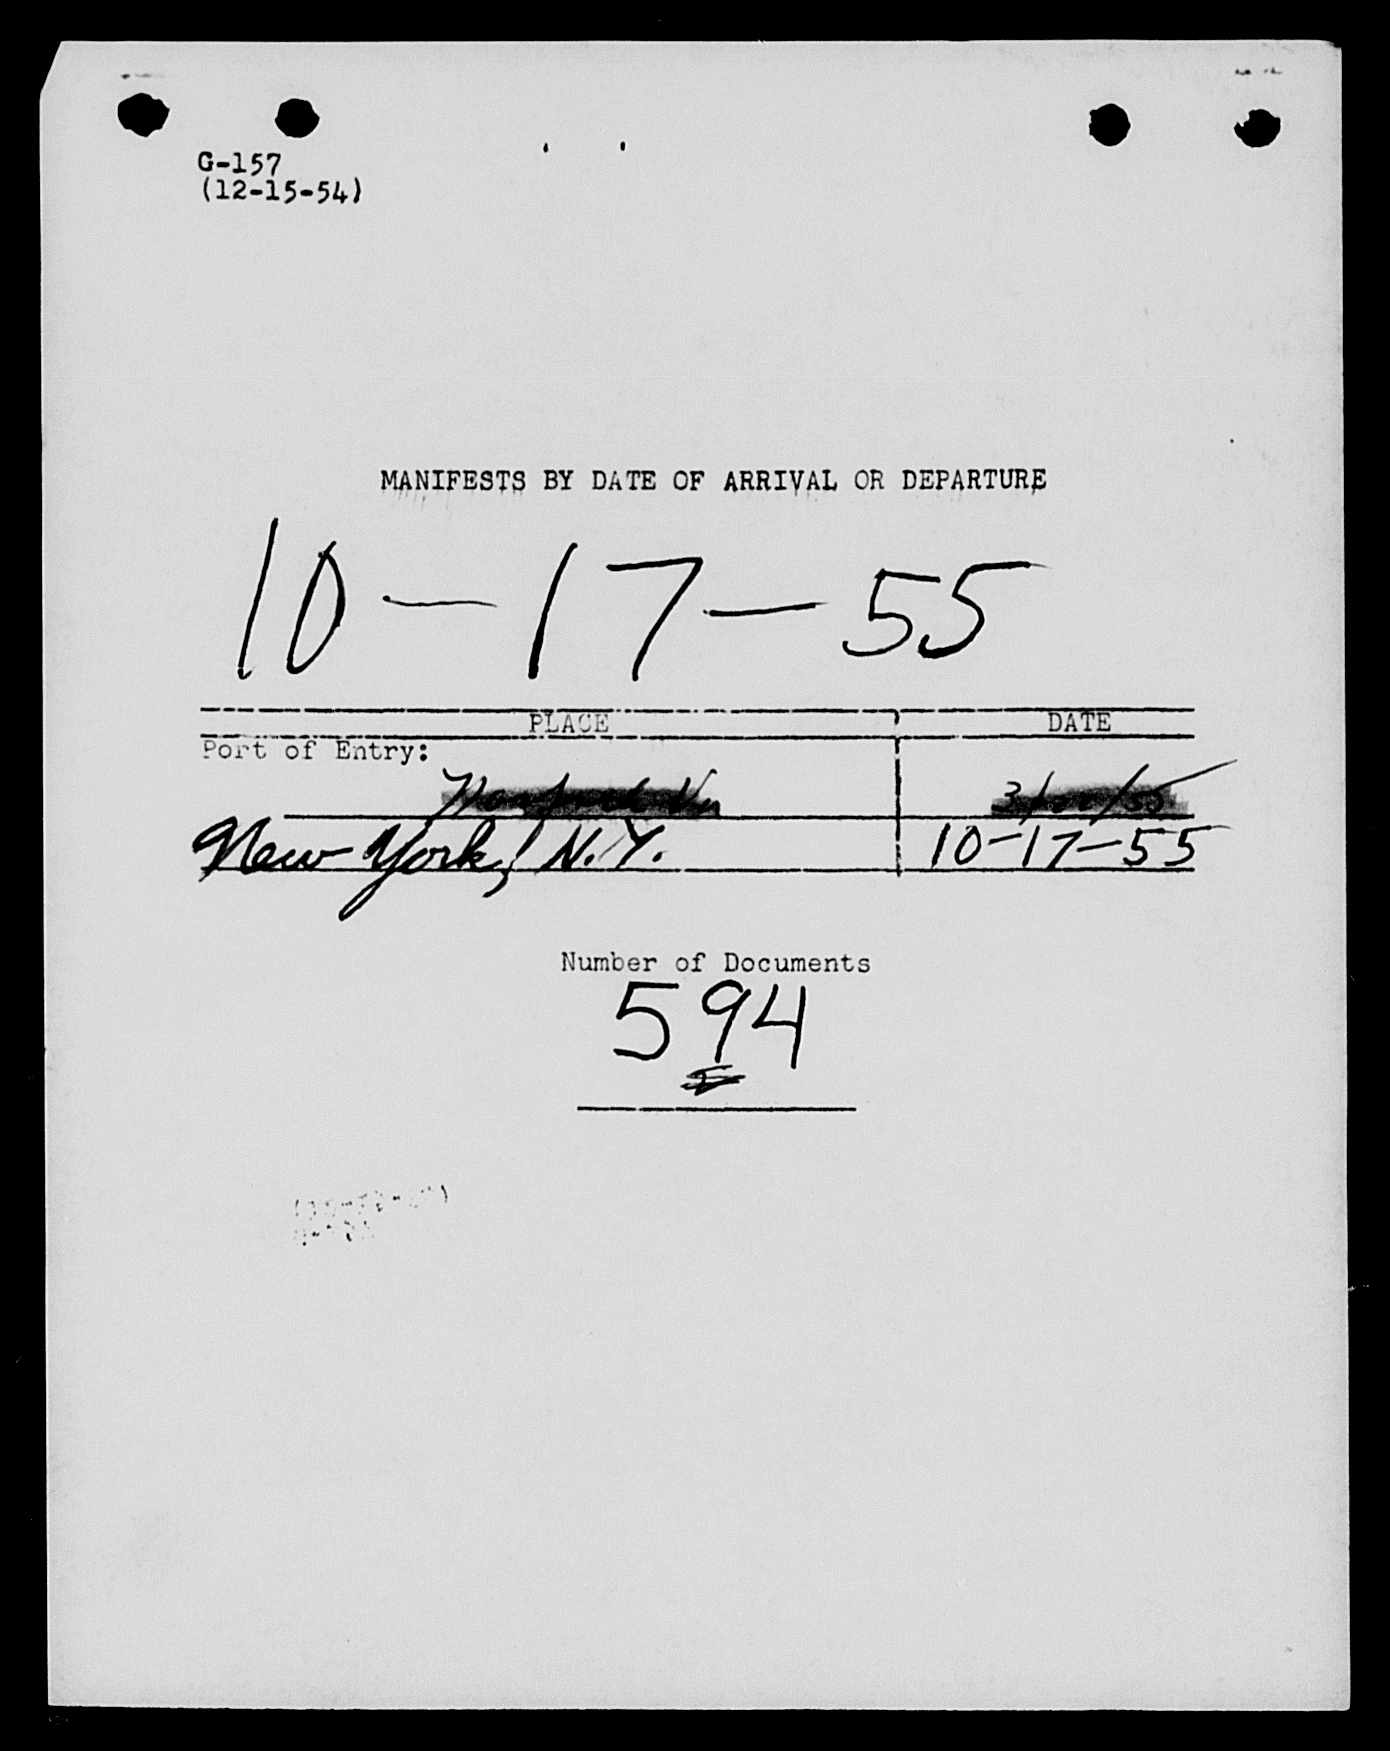 G-157
(12-15-54)
MANIFESTS BY DATE OF ARRIVAL OR DEPARTURE
10-17-55
PLACE DATE
Port of Entry:
New York, N.Y. 10-17-55
Number of Documents
594